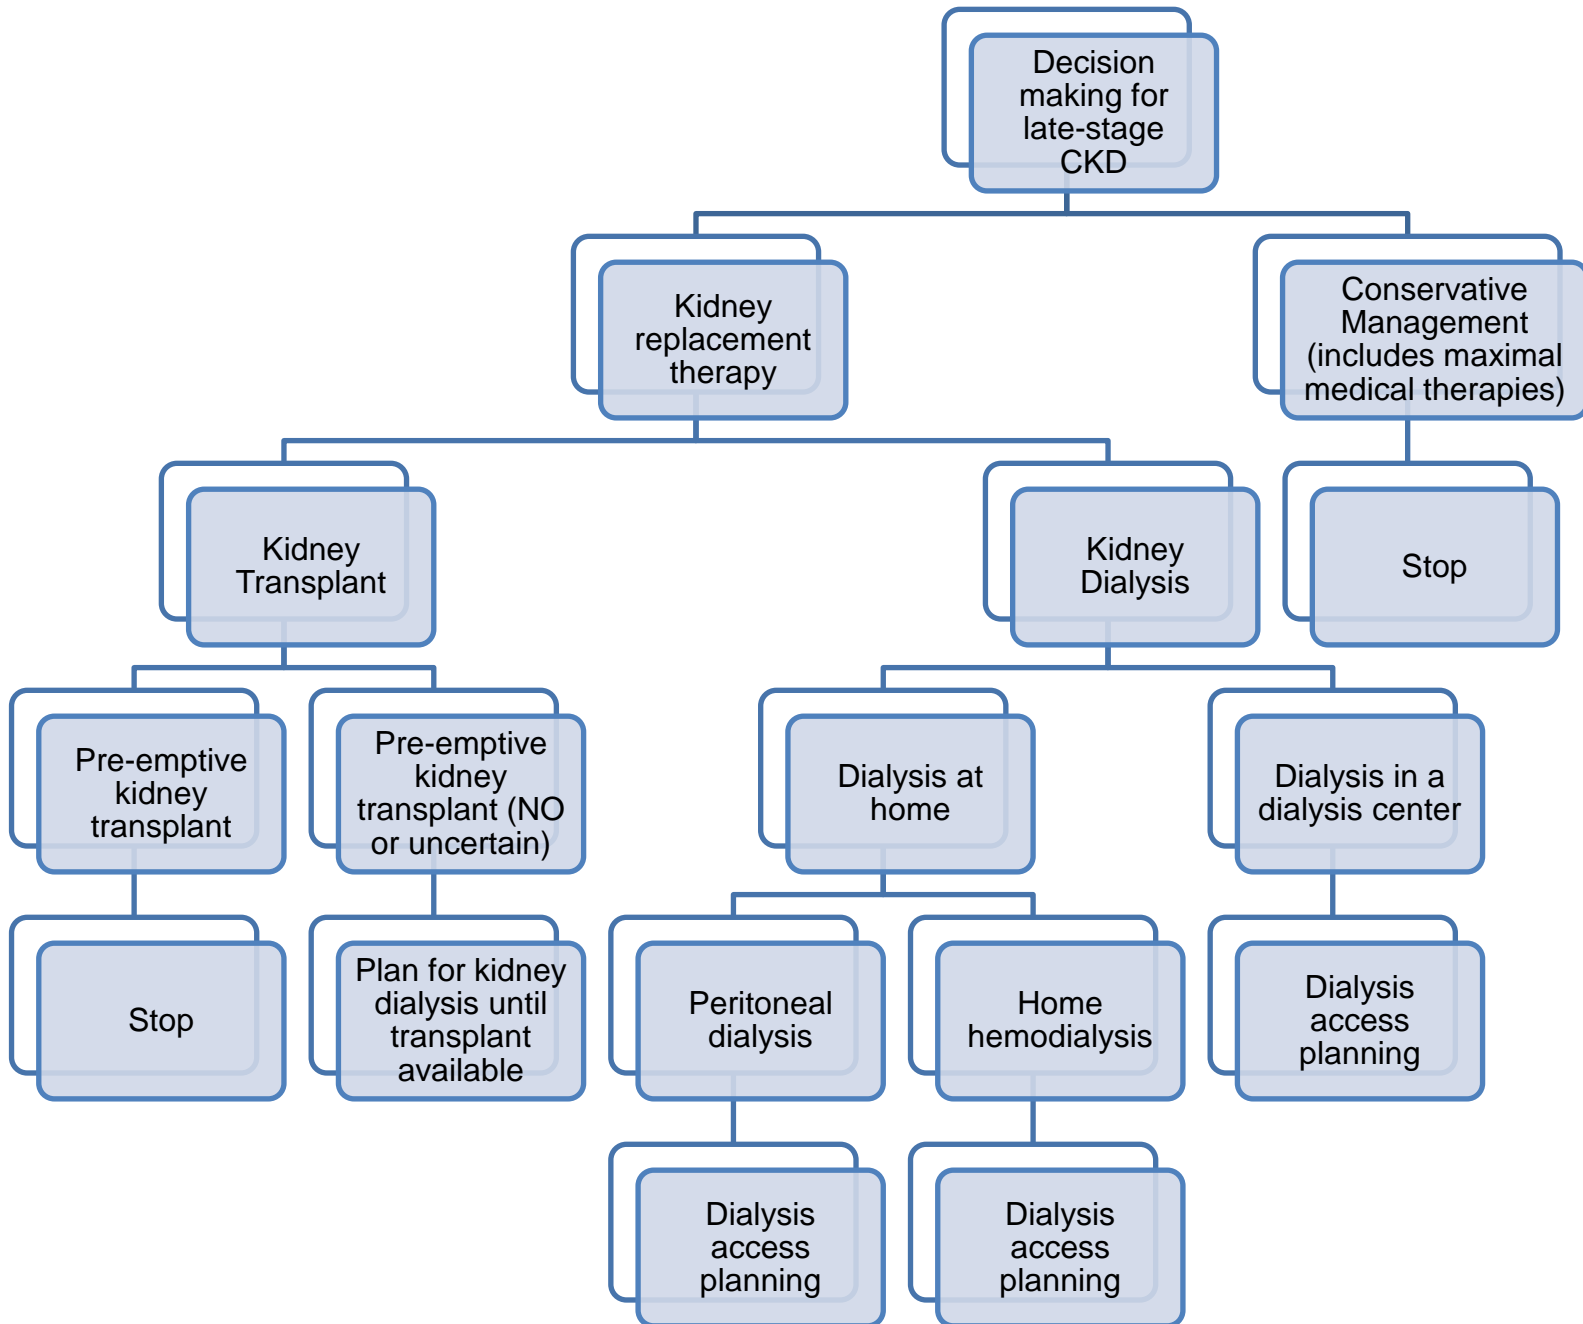 Decision
making for
late-stage
CKD
Kidney
replacement
therapy
Conservative
Management
(includes maximal
medical therapies)
Kidney
Transplant
Kidney
Dialysis
Stop
Pre-emptive
kidney
transplant
Pre-emptive
kidney
transplant (NO
or uncertain)
Dialysis at
home
Dialysis in a
dialysis center
Stop
Plan for kidney
dialysis until
transplant
available
Peritoneal
dialysis
Home
hemodialysis
Dialysis
access
planning
Dialysis
access
planning
Dialysis
access
planning